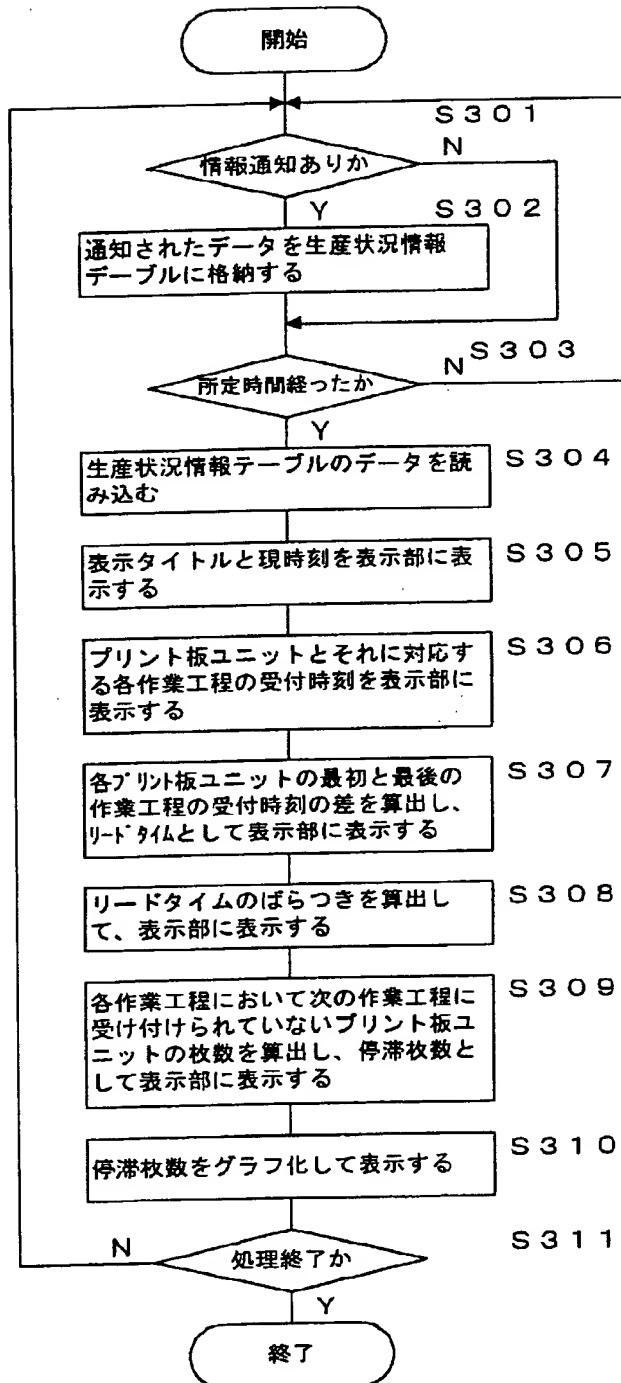 開始
S301
情報通知ありか
N
Y
S302
通知されたデータを生産状況情報
テーブルに格納する
S303
所定時間経ったか
N
Y
生産状況情報テーブルのデータを読
み込む
S304
表示タイトルと現時刻を表示部に表
示する
S305
プリント板ユニットとそれに対応す
る各作業工程の受付時刻を表示部に
表示する
S306
各プリント板ユニットの最初と最後の
作業工程の受付時刻の差を算出し、
リードタイムとして表示部に表示する
S307
リードタイムのばらつきを算出し
て、表示部に表示する
S308
各作業工程において次の作業工程に
受け付けられていないプリント板ユ
ニットの枚数を算出し、停滞枚数と
して表示部に表示する
S309
停滞枚数をグラフ化して表示する
S310
N
処理終了か
S311
Y
終了